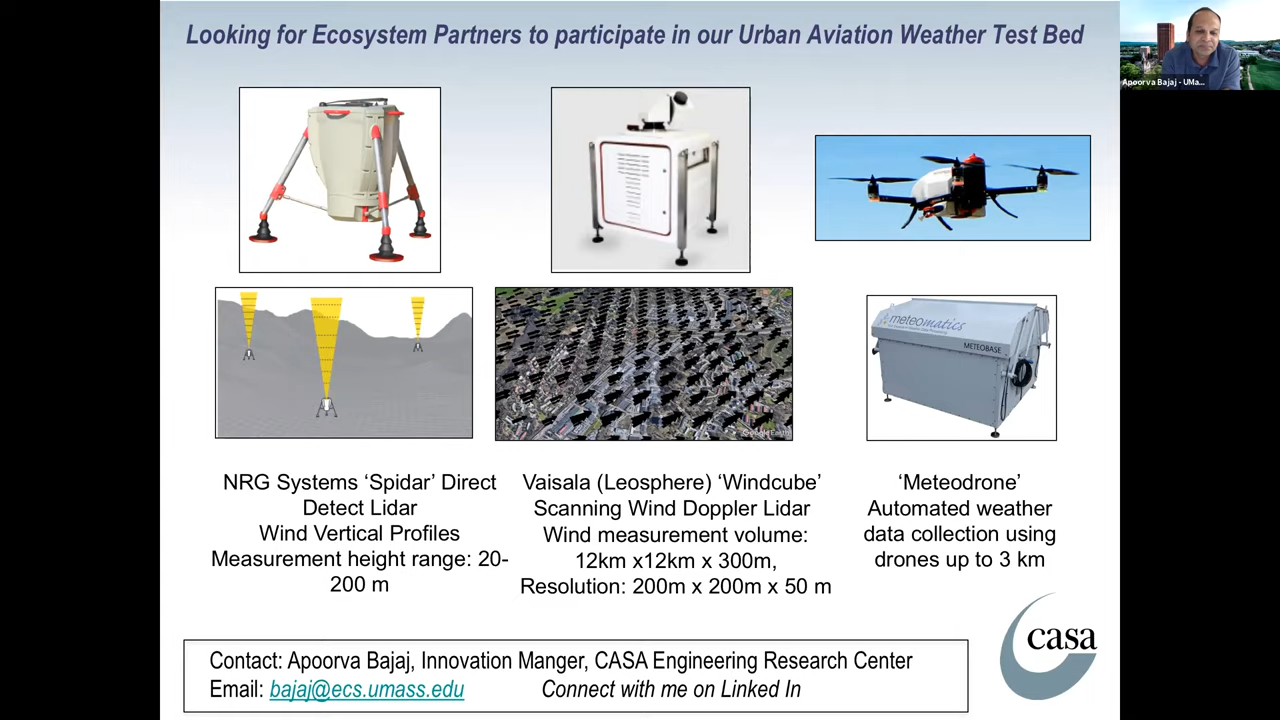 Looking for Ecosystem Partners to participate in our Urban Aviation Weather Test Bed
Apoorva Bajaj - UMa...
meteomatics
METEOBASE
Google Earth
NRG Systems ‘Spidar’ Direct
Detect Lidar
Wind Vertical Profiles
Measurement height range: 20-
200 m
Vaisala (Leosphere) ‘Windcube’
Scanning Wind Doppler Lidar
Wind measurement volume:
12km x12km x 300m,
Resolution: 200m x 200m x 50 m
‘Meteodrone’
Automated weather
data collection using
drones up to 3 km
casa
Contact: Apoorva Bajaj, Innovation Manger, CASA Engineering Research Center
Email: bajaj@ecs.umass.edu Connect with me on Linked In